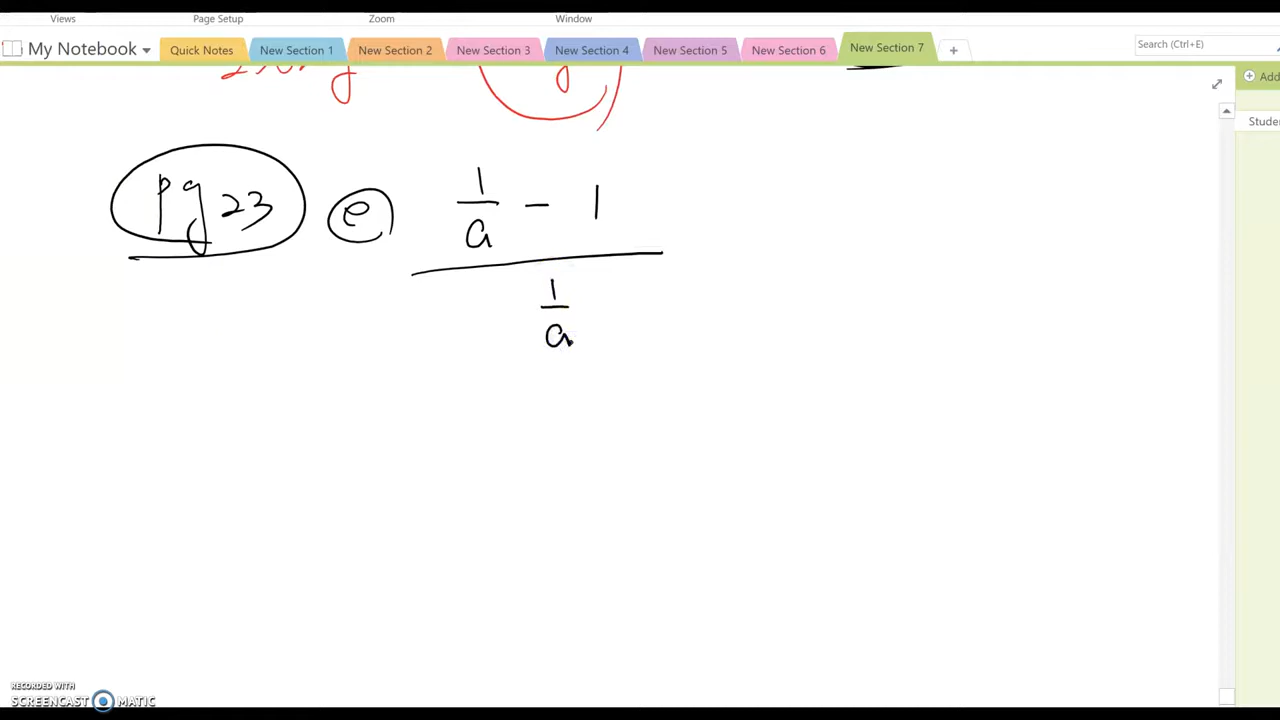 Views Page Setup Zoom Window
My Notebook Quick Notes New Section 1 New Section 2 New Section 3 New Section 4 New Section 5 New Section 6 New Section 7 + Search (Ctrl+E)
Add
Studen
pg 23 e 1/a - 1
1/a
RECORDED WITH
SCREENCAST MATIC